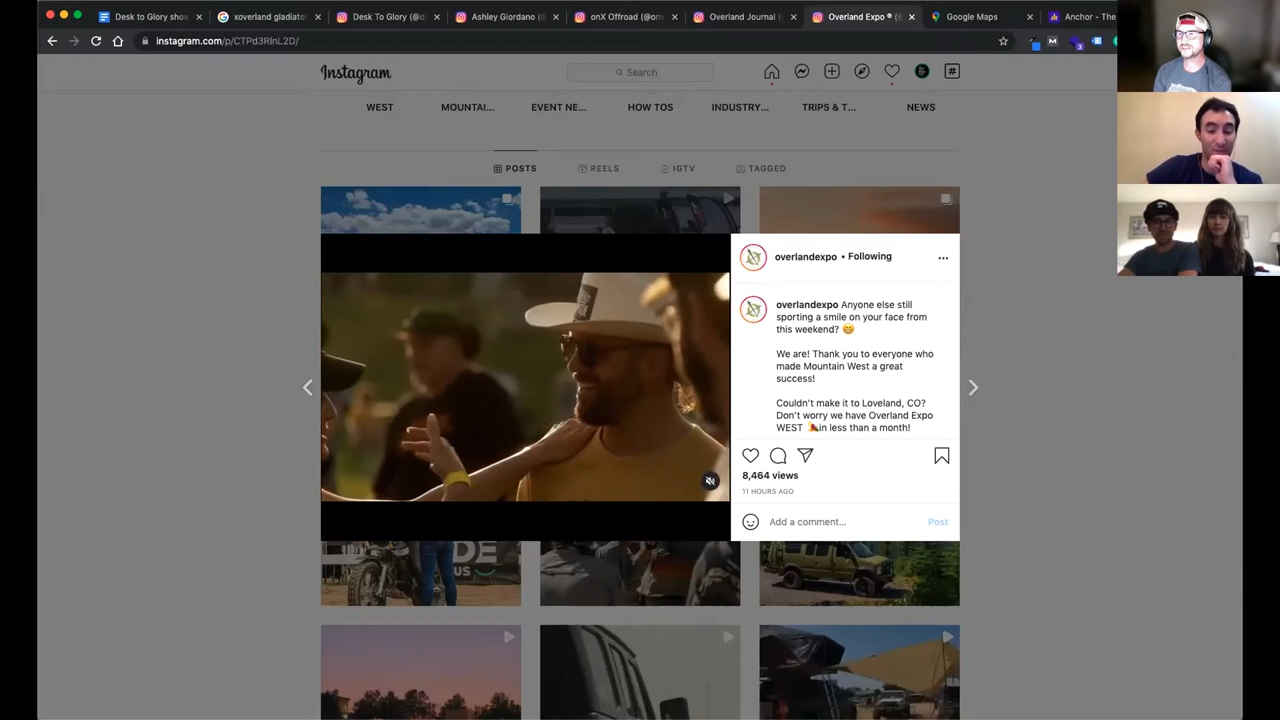 Desk to Glory show
xoverland gladiator
Desk To Glory (@d
Ashley Giordano (@
onX Offroad (@on
Overland Journal (
Overland Expo ® (@
Google Maps
Anchor - The
instagram.com/p/CTPd3RInL2D/
Instagram
Search
WEST
MOUNTAI...
EVENT NE...
HOW TOS
INDUSTRY...
TRIPS & T...
NEWS
POSTS
REELS
IGTV
TAGGED
overlandexpo • Following
overlandexpo Anyone else still
sporting a smile on your face from
this weekend? 😁
We are! Thank you to everyone who
made Mountain West a great
success!
Couldn't make it to Loveland, CO?
Don't worry we have Overland Expo
WEST in less than a month!
8,464 views
11 HOURS AGO
Add a comment...
Post
DE
US